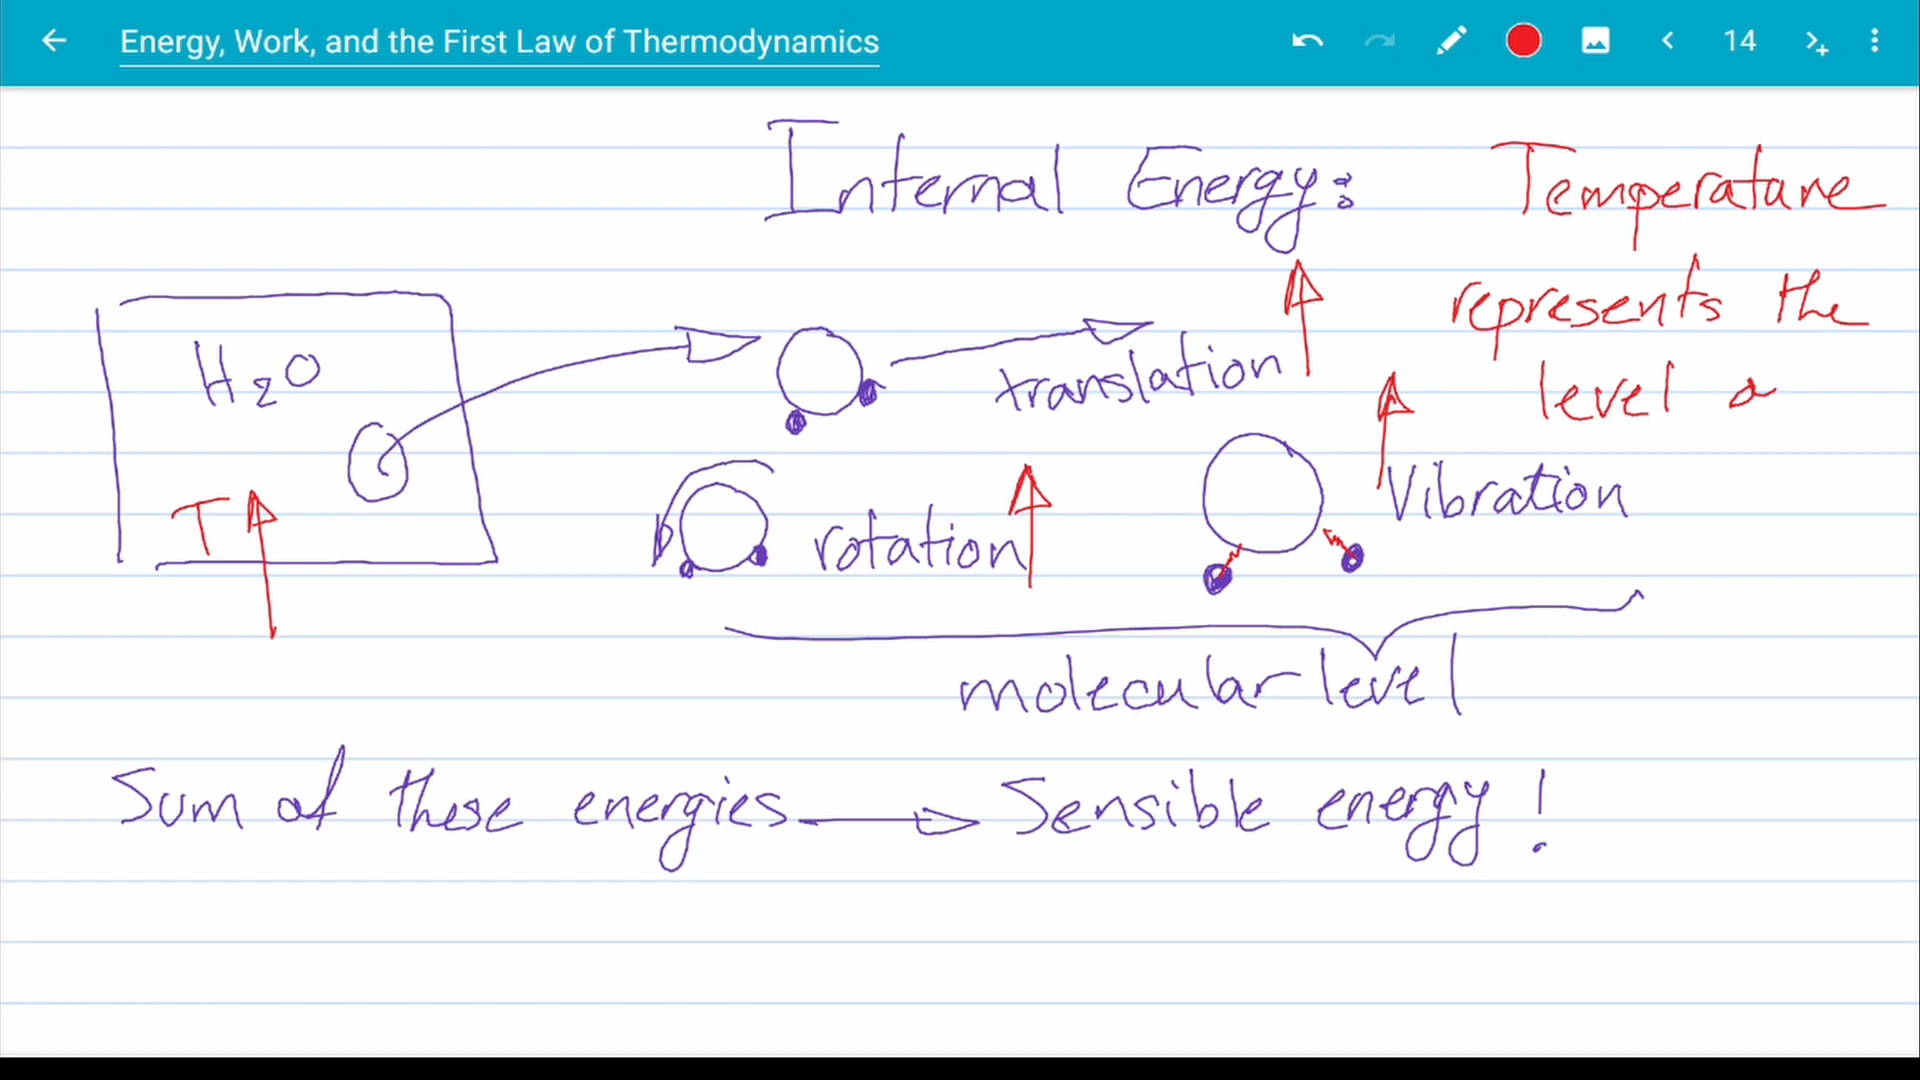 Energy, Work, and the First Law of Thermodynamics
14
Internal Energy:
Temperature
represents the
level o
H2O
T
translation
rotation
Vibration
molecular level
Sum of these energies → Sensible energy!